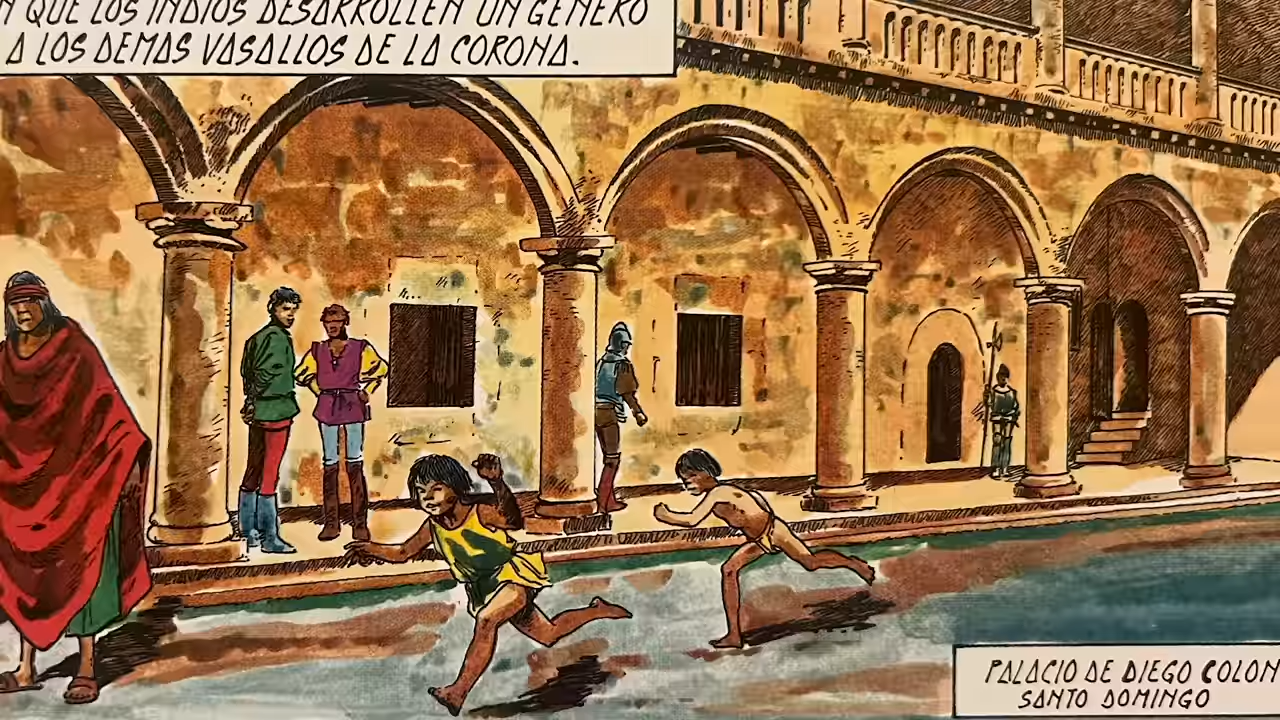 N QUE LOS INDIOS DESARROLLEN UN GENERO
A LOS DEMAS VASALLOS DE LA CORONA.
PALACIO DE DIEGO COLON
SANTO DOMINGO